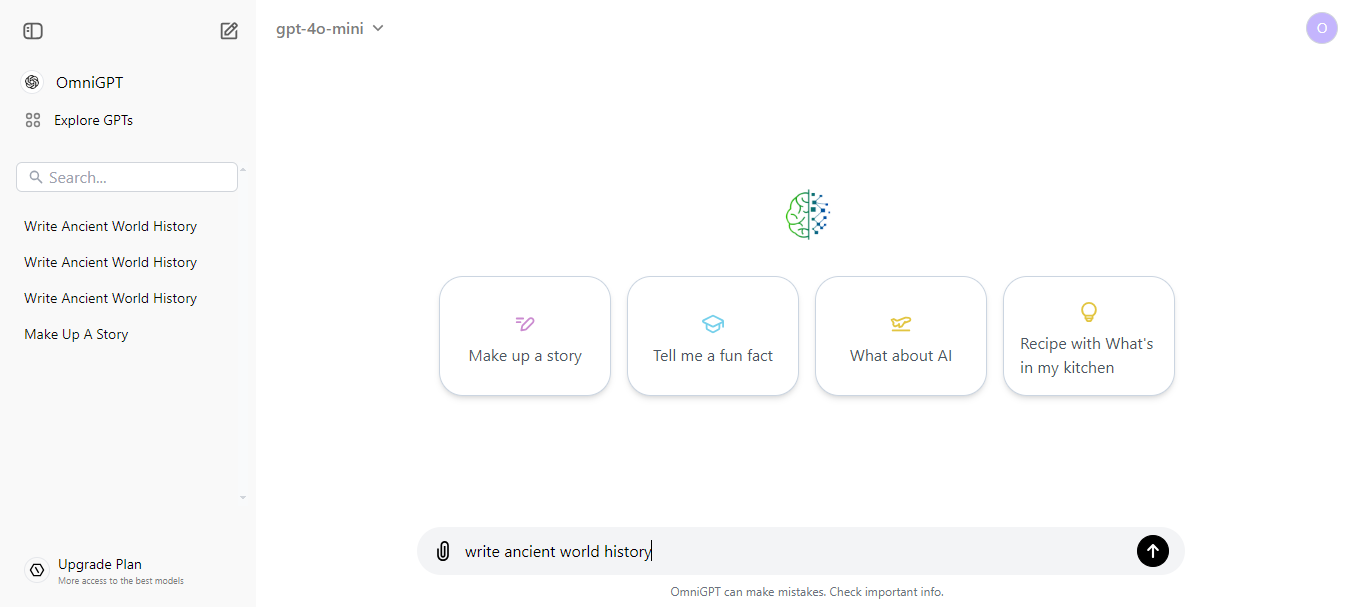 gpt-4o-mini
O
OmniGPT
Explore GPTs
Search...
Write Ancient World History
Write Ancient World History
Write Ancient World History
Make Up A Story
Make up a story
Tell me a fun fact
What about AI
Recipe with What's
in my kitchen
write ancient world history
Upgrade Plan
More access to the best models
OmniGPT can make mistakes. Check important info.